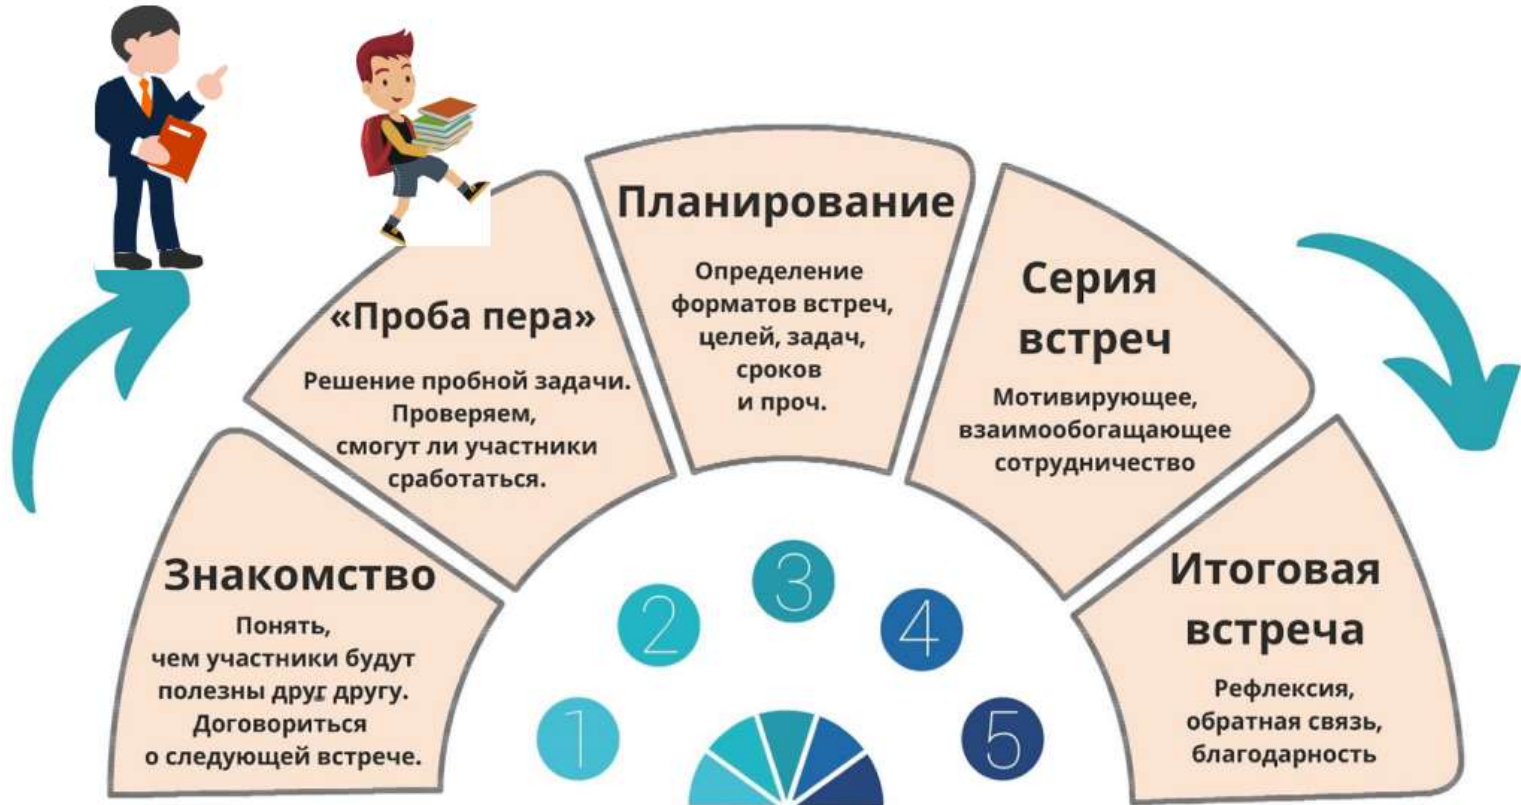 Знакомство
Понять,
чем участники будут
полезны друг другу.
Договориться
о следующей встрече.
«Проба пера»
Решение пробной задачи.
Проверяем,
смогут ли участники
сработаться.
Планирование
Определение
форматов встреч,
целей, задач,
сроков
и проч.
Серия
встреч
Мотивирующее,
взаимообогащающее
сотрудничество
Итоговая
встреча
Рефлексия,
обратная связь,
благодарность
1
2
3
4
5